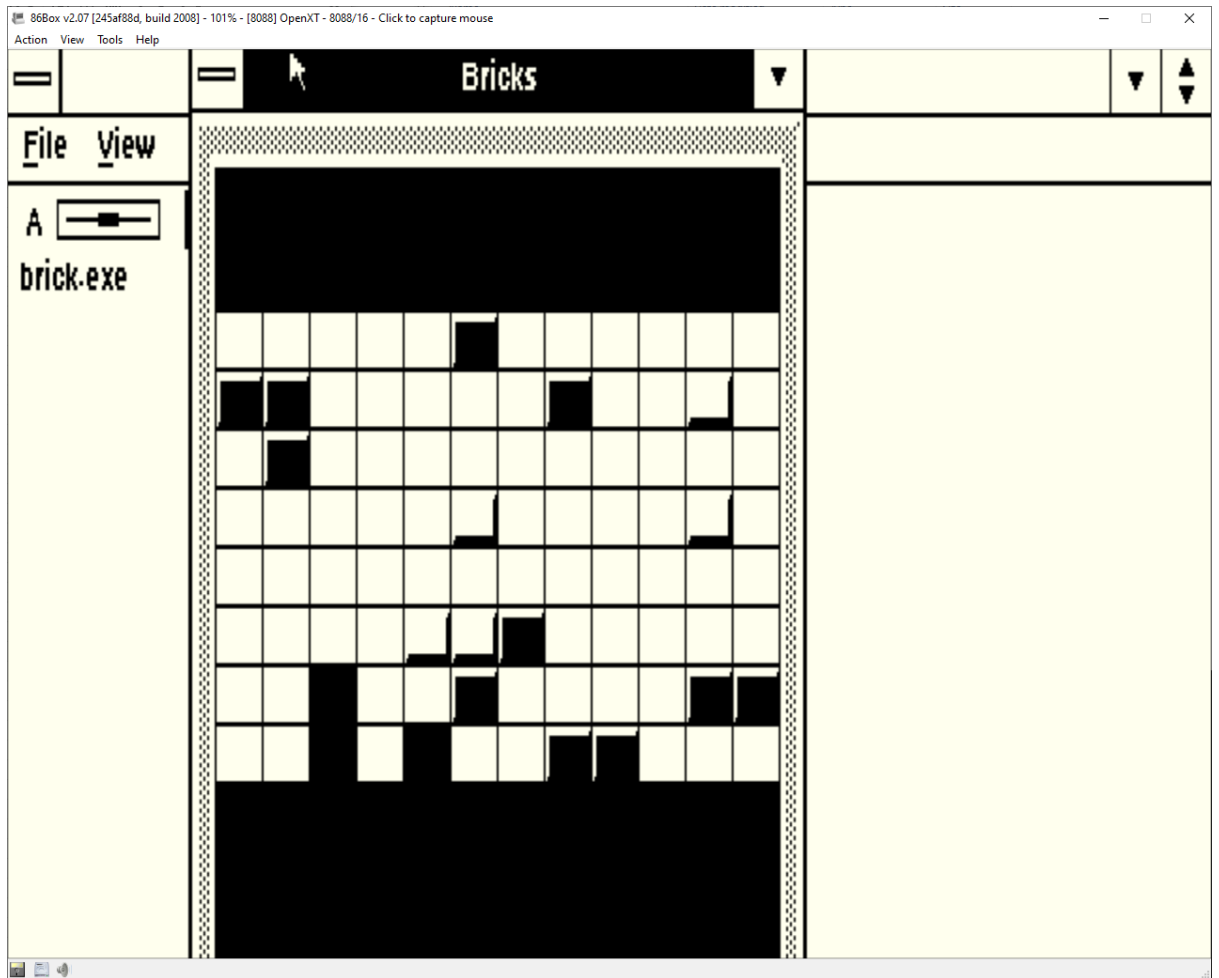 86Box v2.07 [245af88d, build 2008] - 101% - [8088] OpenXT - 8088/16 - Click to capture mouse
Action View Tools Help
Bricks
File View
A
brick.exe